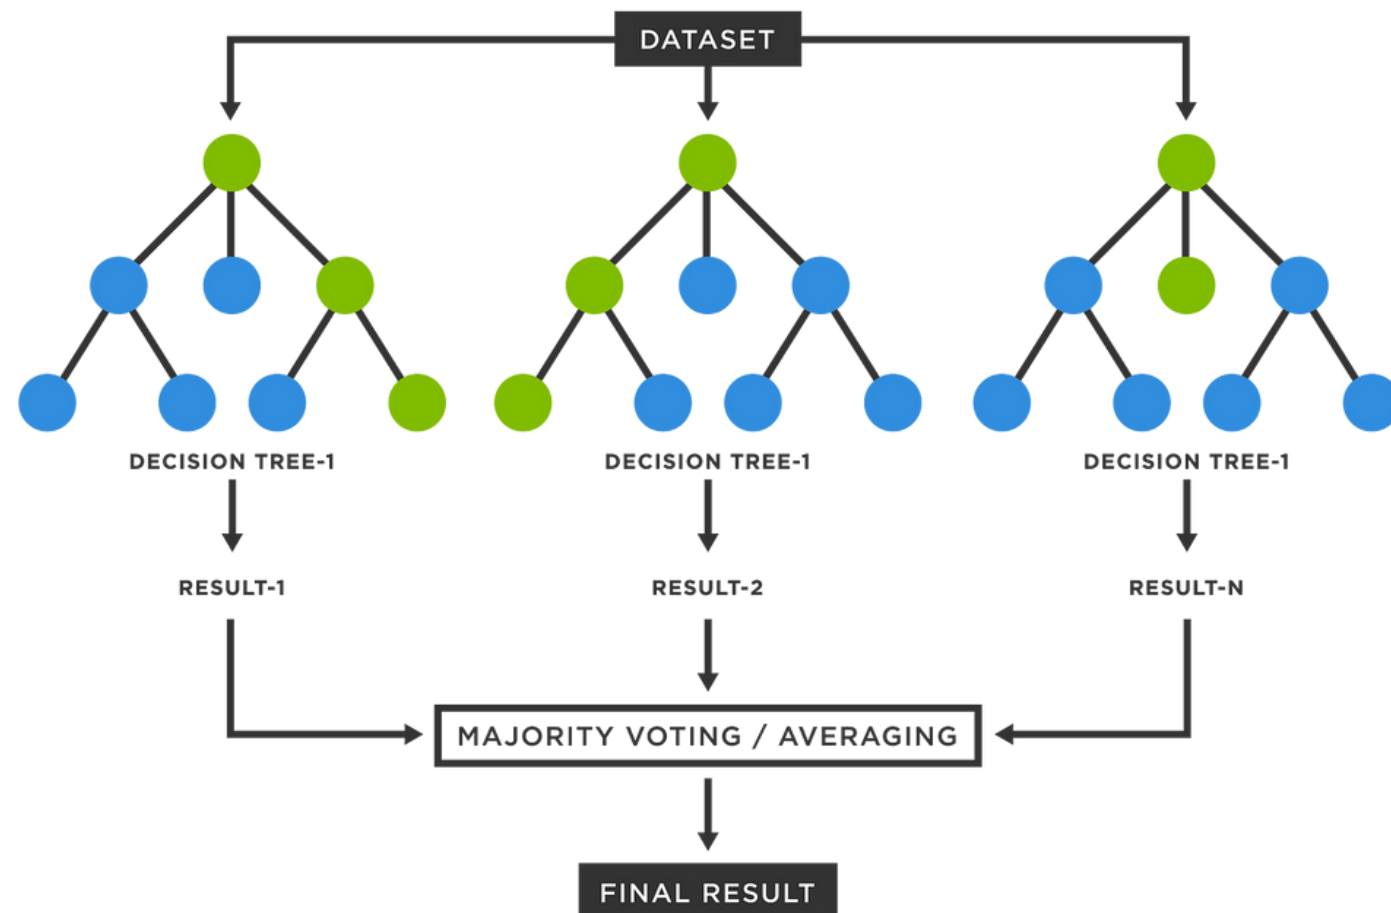 DATASET
DECISION TREE-1
DECISION TREE-1
DECISION TREE-1
RESULT-1
RESULT-2
RESULT-N
MAJORITY VOTING / AVERAGING
FINAL RESULT